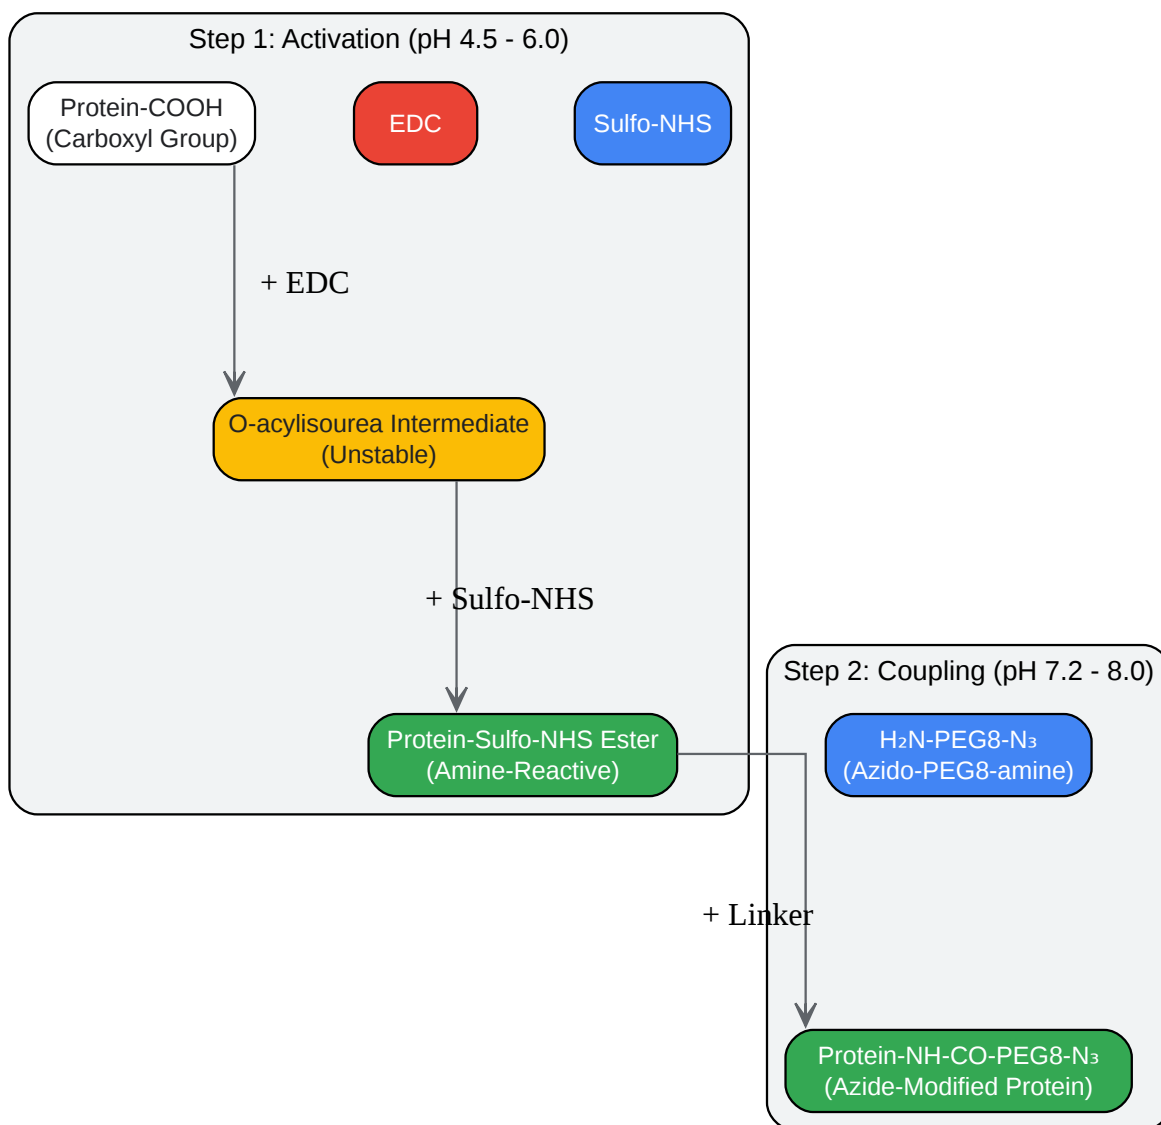 Step 1: Activation (pH 4.5 - 6.0)
Protein-COOH
(Carboxyl Group)
EDC
Sulfo-NHS
+ EDC
O-acylisourea Intermediate
(Unstable)
+ Sulfo-NHS
Protein-Sulfo-NHS Ester
(Amine-Reactive)
Step 2: Coupling (pH 7.2 - 8.0)
H₂N-PEG8-N₃
(Azido-PEG8-amine)
+ Linker
Protein-NH-CO-PEG8-N₃
(Azide-Modified Protein)